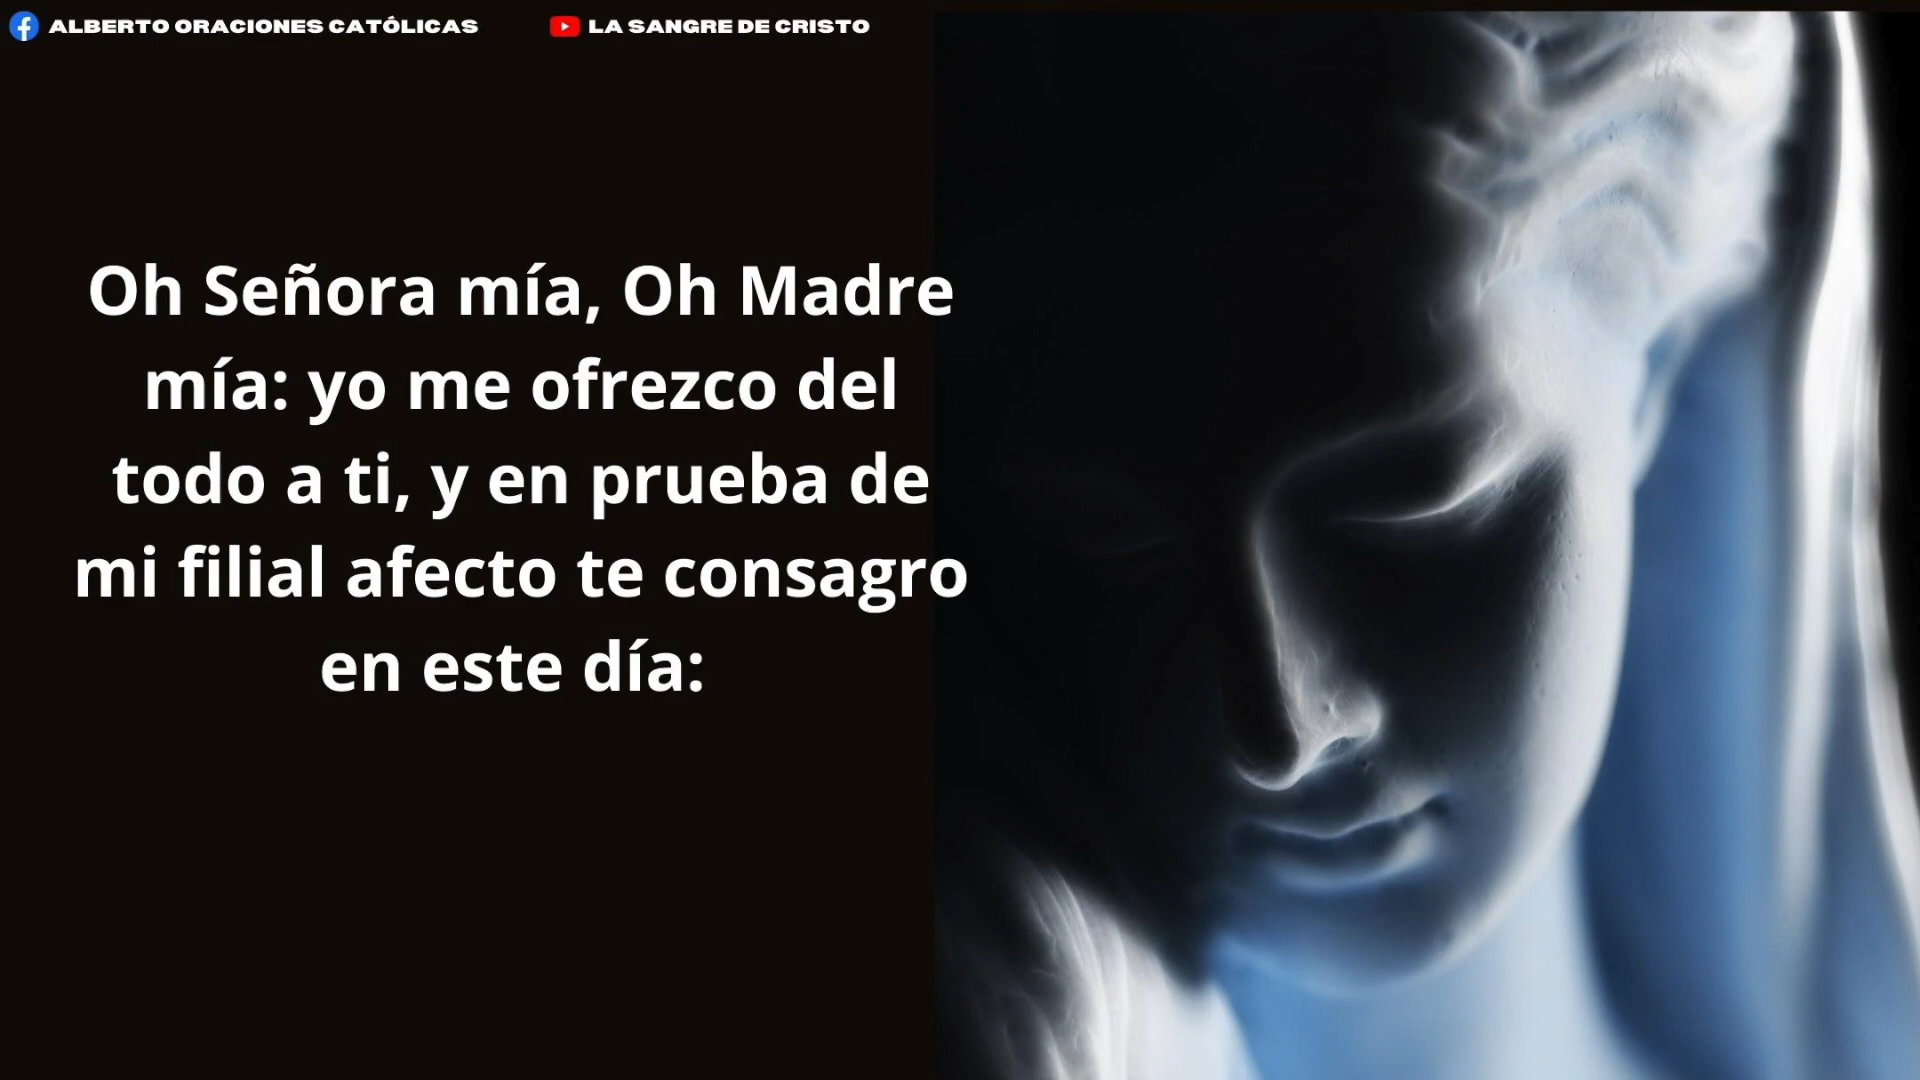 ALBERTO ORACIONES CATÓLICAS
LA SANGRE DE CRISTO
Oh Señora mía, Oh Madre
mía: yo me ofrezco del
todo a ti, y en prueba de
mi filial afecto te consagro
en este día: